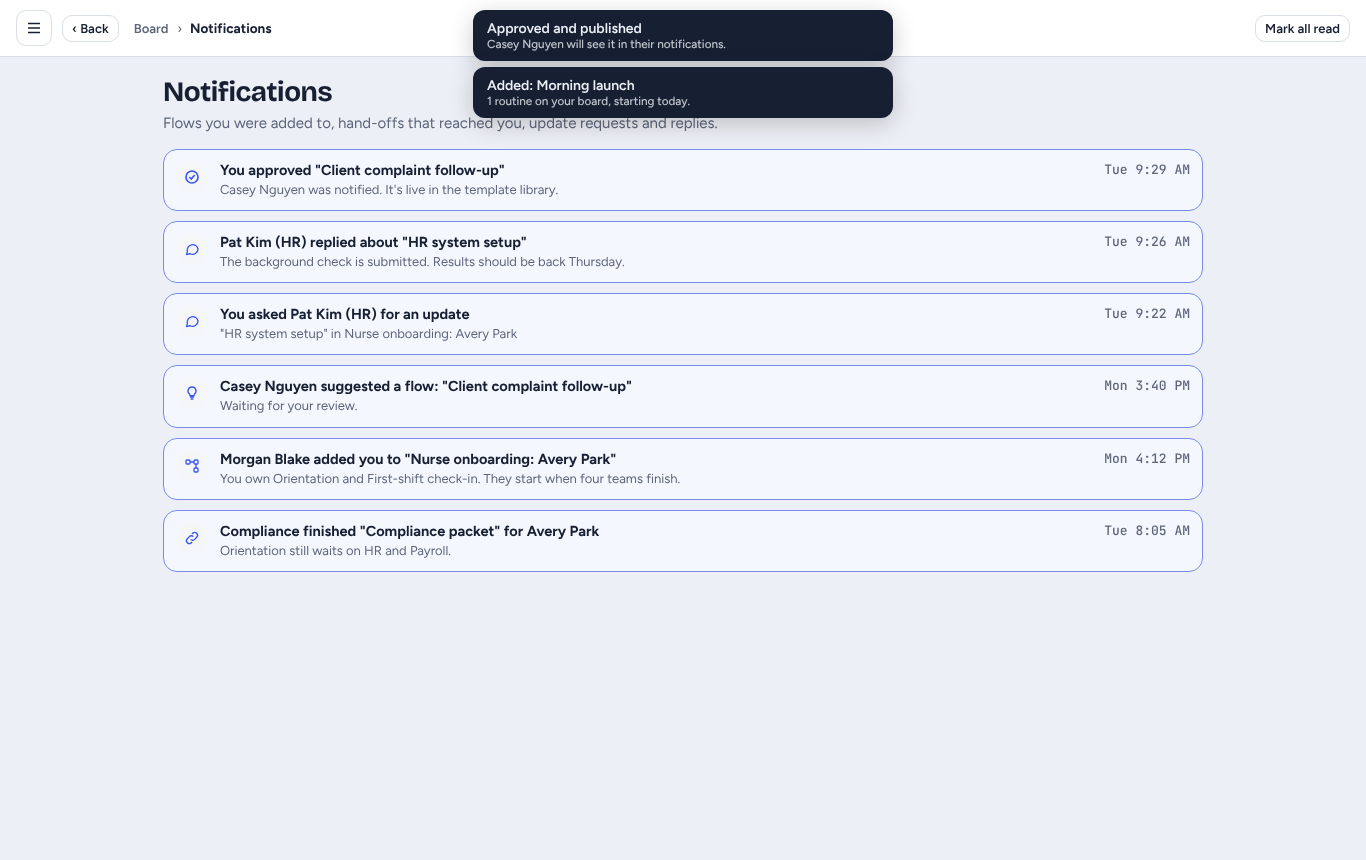 ‹ Back
Board › Notifications
Approved and published
Casey Nguyen will see it in their notifications.
Mark all read
Added: Morning launch
1 routine on your board, starting today.
Notifications
Flows you were added to, hand-offs that reached you, update requests and replies.
You approved "Client complaint follow-up"
Tue 9:29 AM
Casey Nguyen was notified. It's live in the template library.
Pat Kim (HR) replied about "HR system setup"
Tue 9:26 AM
The background check is submitted. Results should be back Thursday.
You asked Pat Kim (HR) for an update
Tue 9:22 AM
"HR system setup" in Nurse onboarding: Avery Park
Casey Nguyen suggested a flow: "Client complaint follow-up"
Mon 3:40 PM
Waiting for your review.
Morgan Blake added you to "Nurse onboarding: Avery Park"
Mon 4:12 PM
You own Orientation and First-shift check-in. They start when four teams finish.
Compliance finished "Compliance packet" for Avery Park
Tue 8:05 AM
Orientation still waits on HR and Payroll.